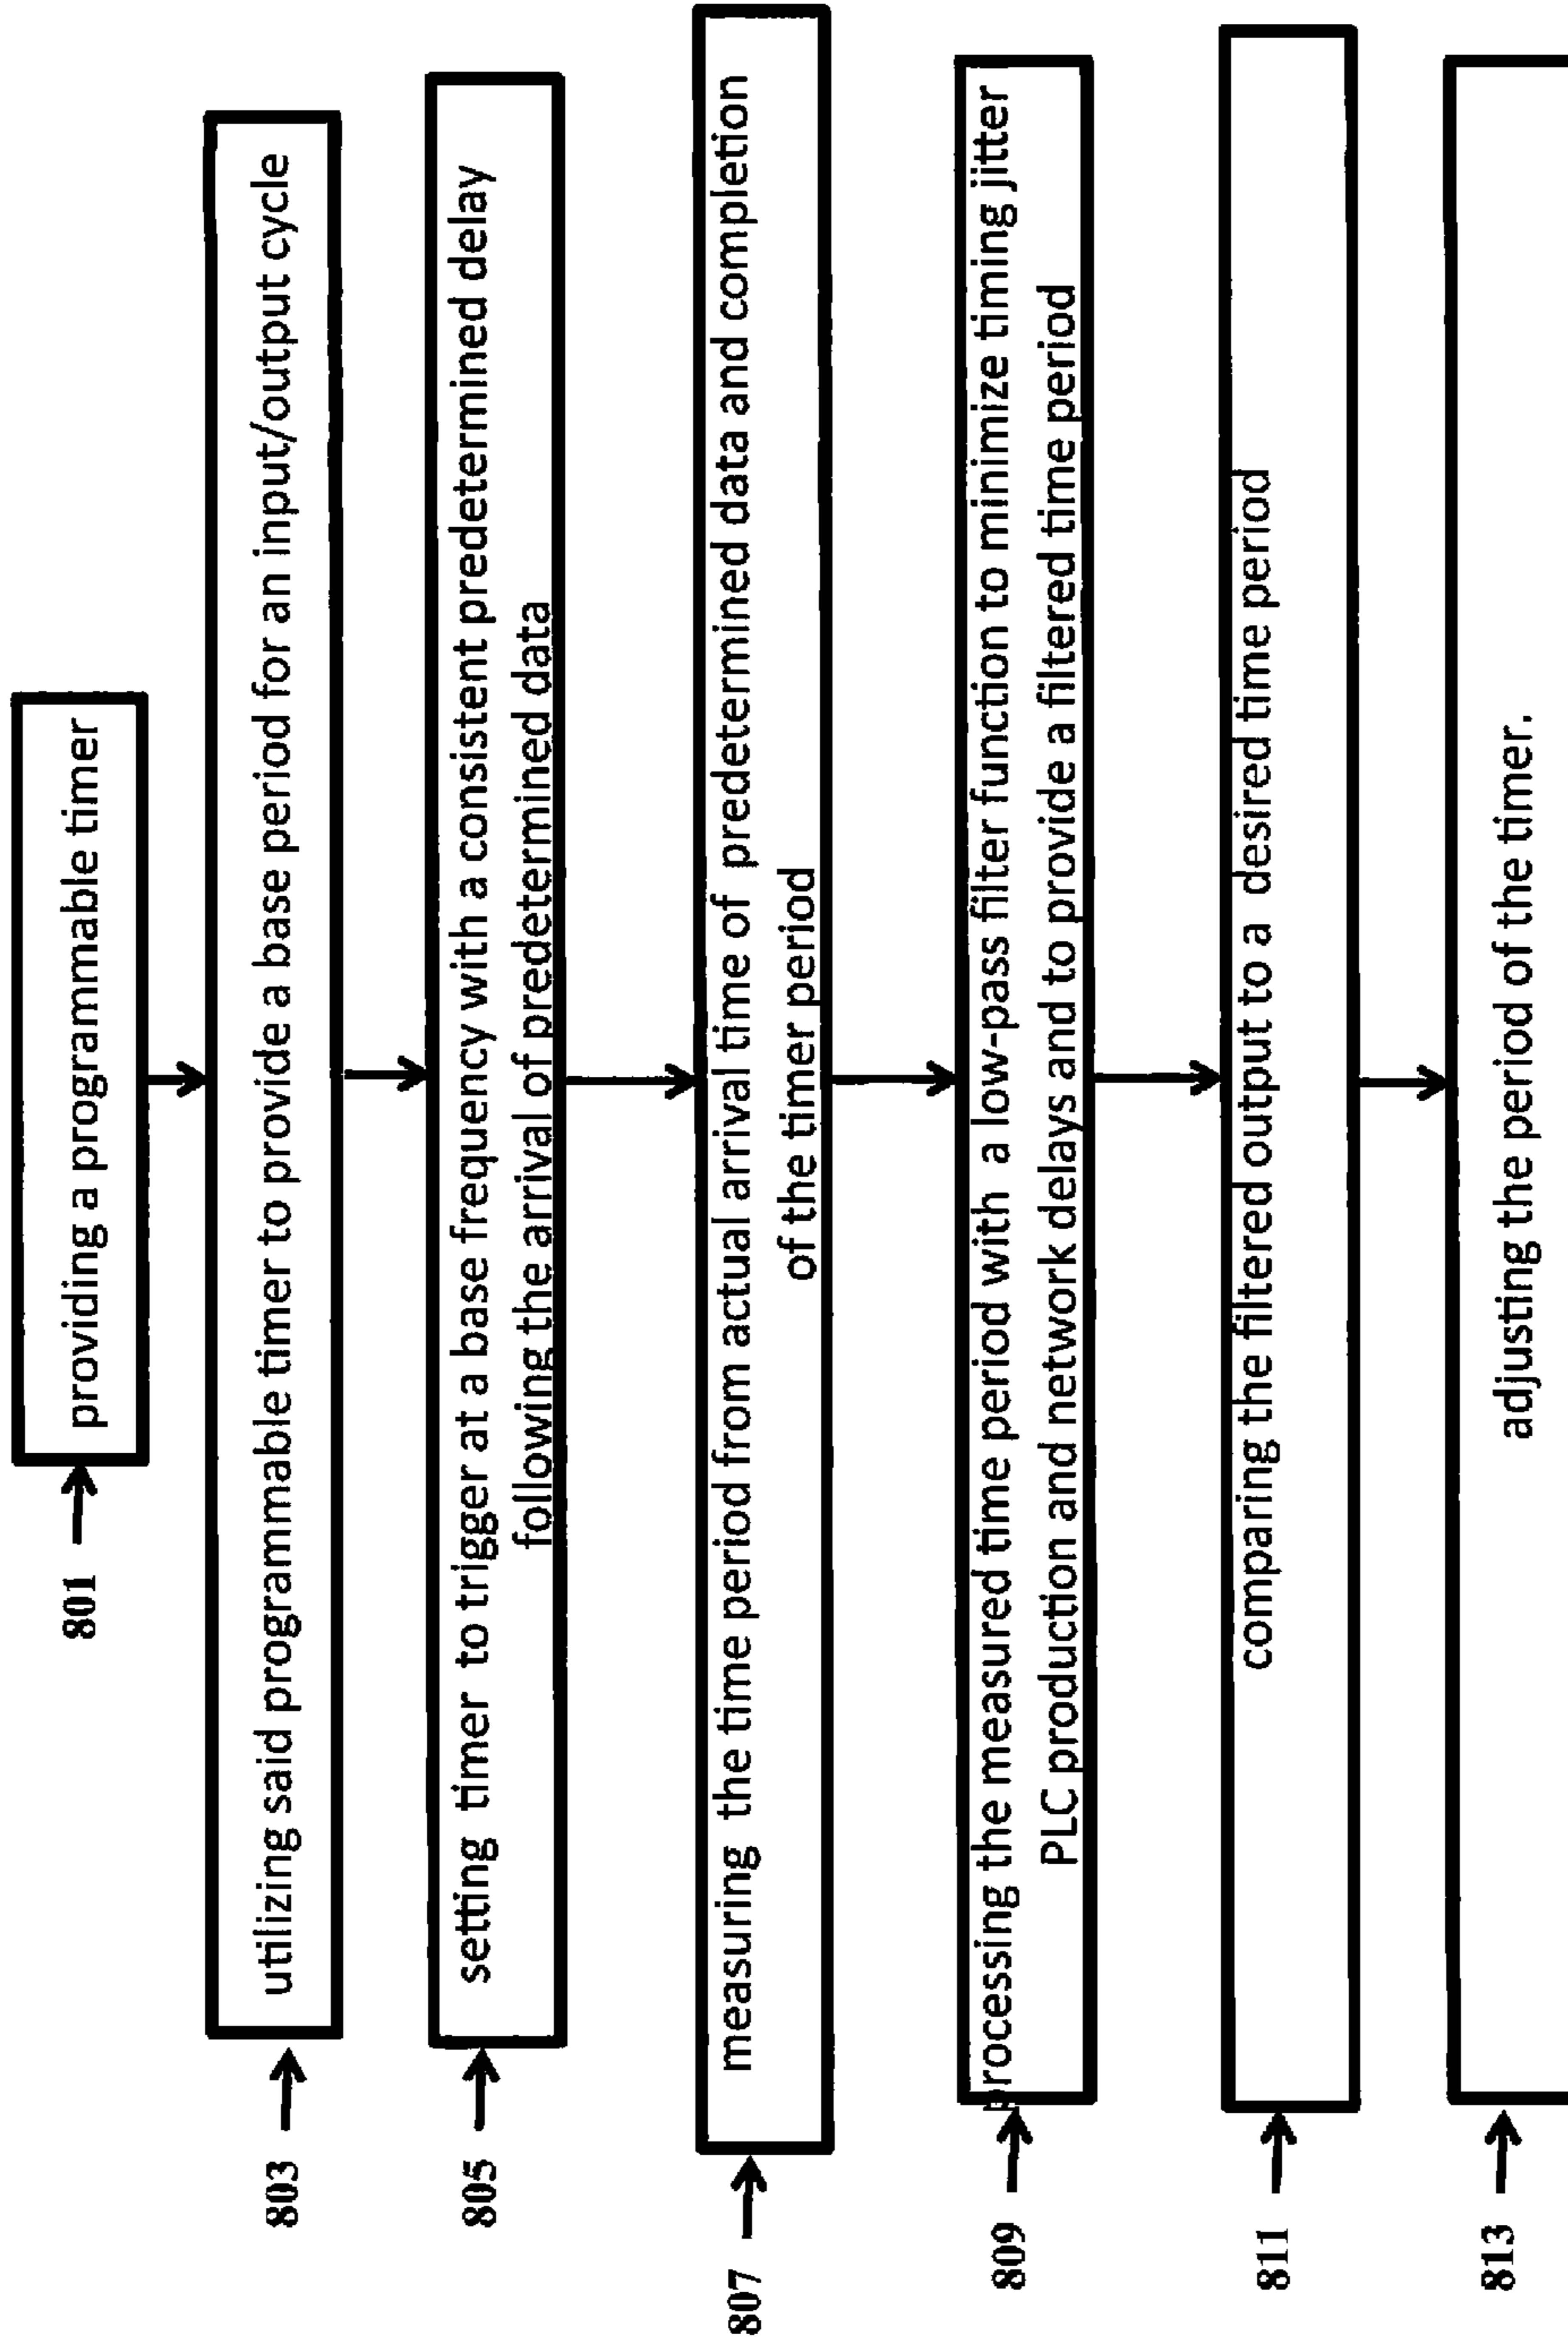 801
providing a programmable timer
803
utilizing said programmable timer to provide a base period for an input/output cycle
805
setting timer to trigger at a base frequency with a consistent predetermined delay
following the arrival of predetermined data
807
measuring the time period from actual arrival time of predetermined data and completion
of the timer period
809
processing the measured time period with a low-pass filter function to minimize timing jitter
PLC production and network delays and to provide a filtered time period
811
comparing the filtered output to a desired time period
813
adjusting the period of the timer.